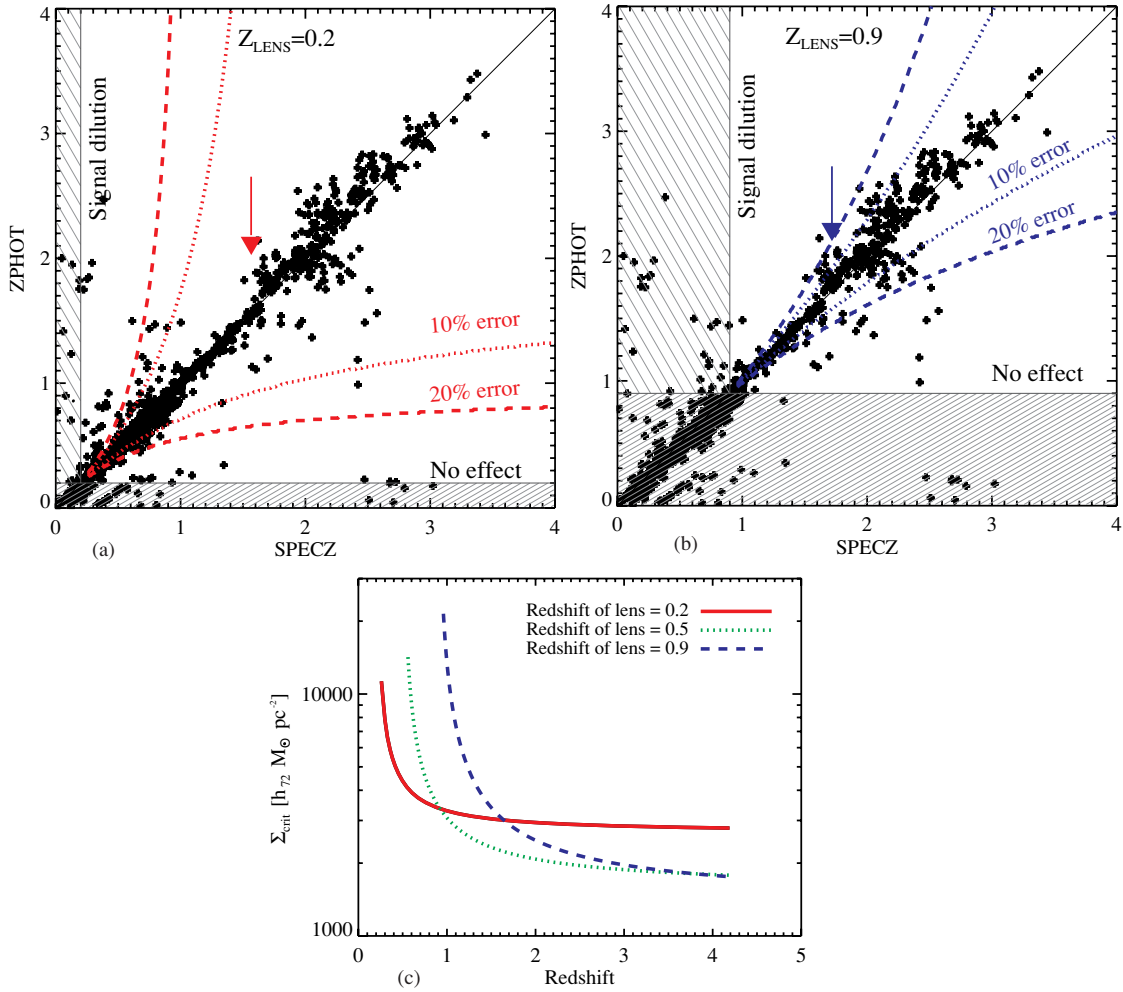 Z_LENS=0.2
Signal dilution
10% error
20% error
No effect
ZPHOT
4
3
2
1
0
0 1 2 3 4
(a)
SPECZ
Z_LENS=0.9
Signal dilution
10% error
20% error
No effect
ZPHOT
4
3
2
1
0
0 1 2 3 4
(b)
SPECZ
Redshift of lens = 0.2
Redshift of lens = 0.5
Redshift of lens = 0.9
Σcrit [h72 M⊙ pc-2]
10000
1000
0 1 2 3 4 5
(c)
Redshift